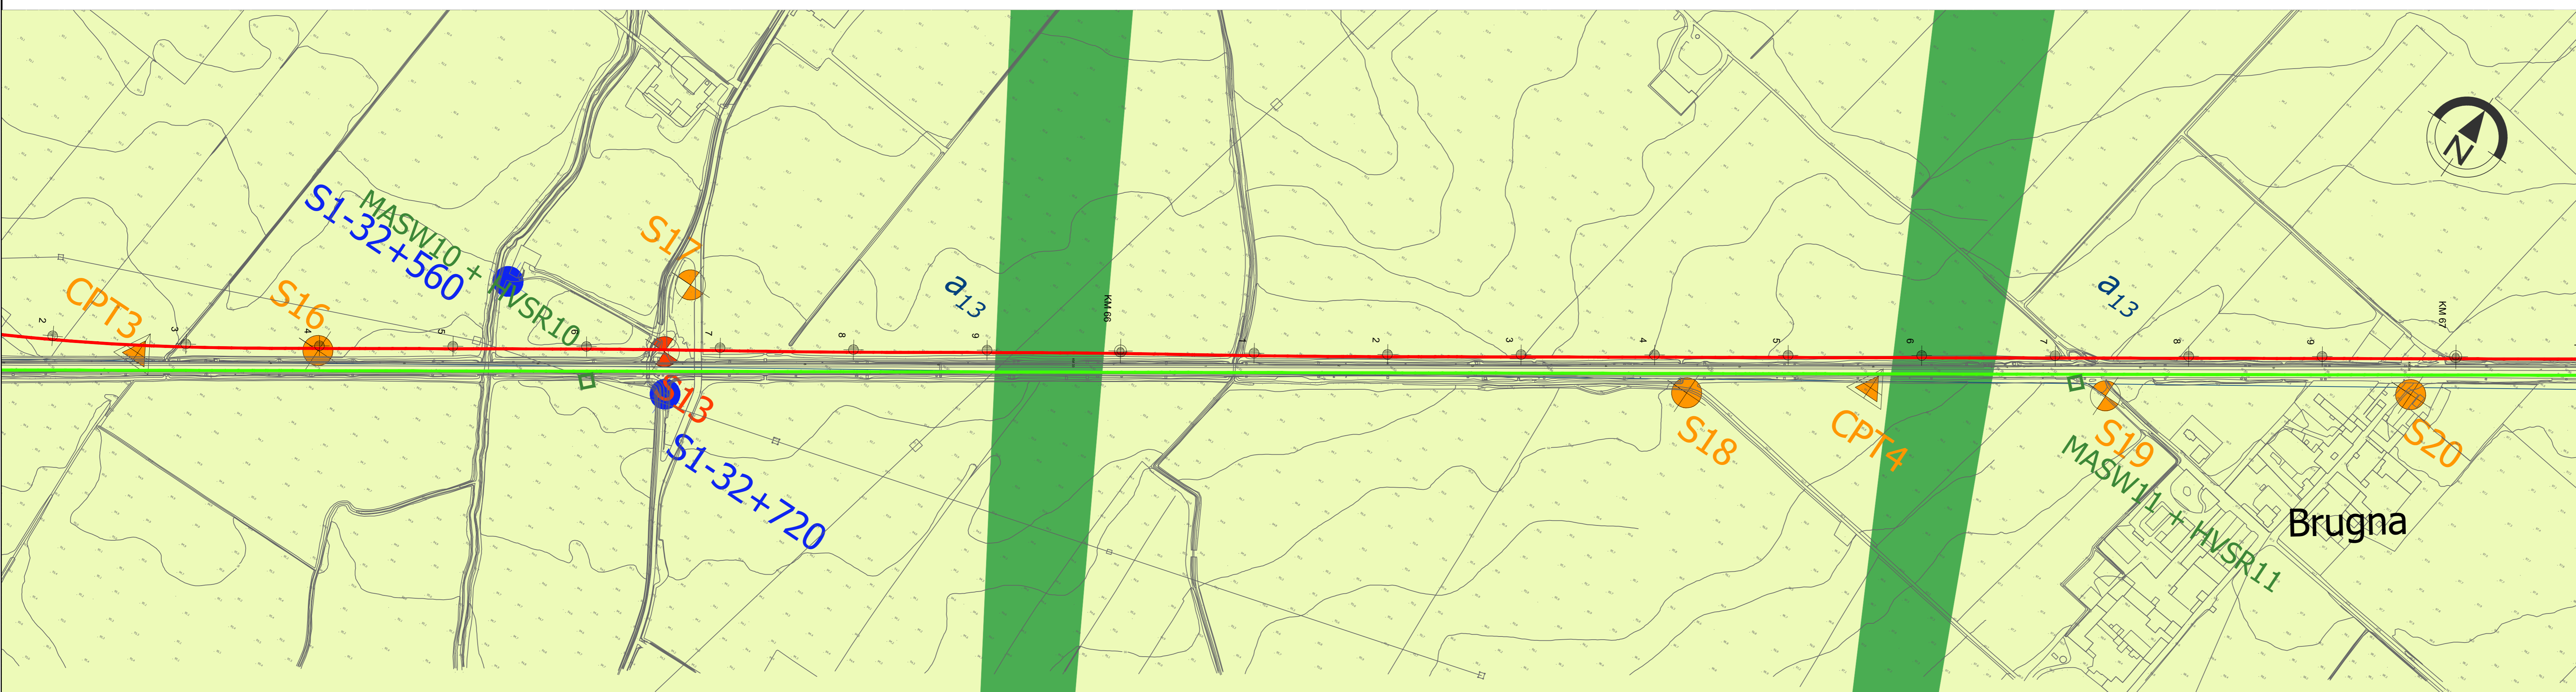 CPT3
S16
S1-32+560
MASW10 + HVSR10
S17
S13
S1-32+720
a13
KM 66
S18
CPT4
a13
S19
MASW11 + HVSR11
Brugna
S20
KM 67
N
2
3
4
5
6
7
8
9
1
2
3
4
5
6
7
8
9